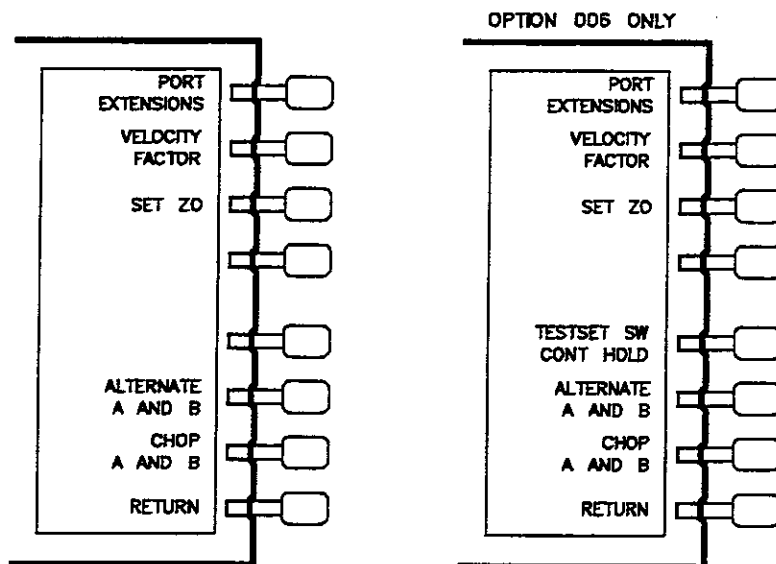 PORT
EXTENSIONS
VELOCITY
FACTOR
SET ZO
ALTERNATE
A AND B
CHOP
A AND B
RETURN
OPTION 006 ONLY
PORT
EXTENSIONS
VELOCITY
FACTOR
SET ZO
TESTSET SW
CONT HOLD
ALTERNATE
A AND B
CHOP
A AND B
RETURN